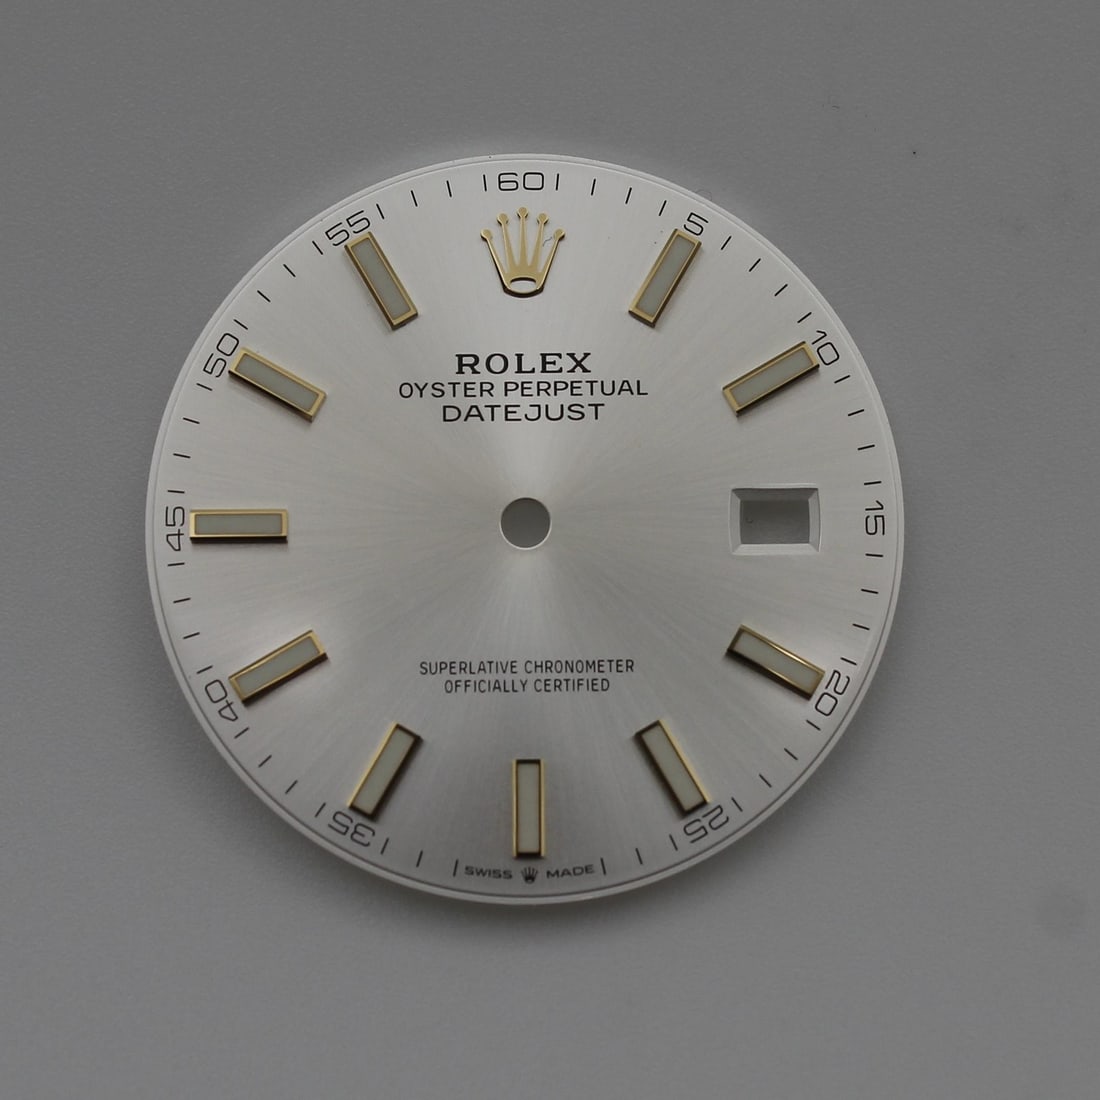 60
5
10
15
20
25
35
40
45
50
55
ROLEX
OYSTER PERPETUAL
DATEJUST
SUPERLATIVE CHRONOMETER
OFFICIALLY CERTIFIED
SWISS MADE